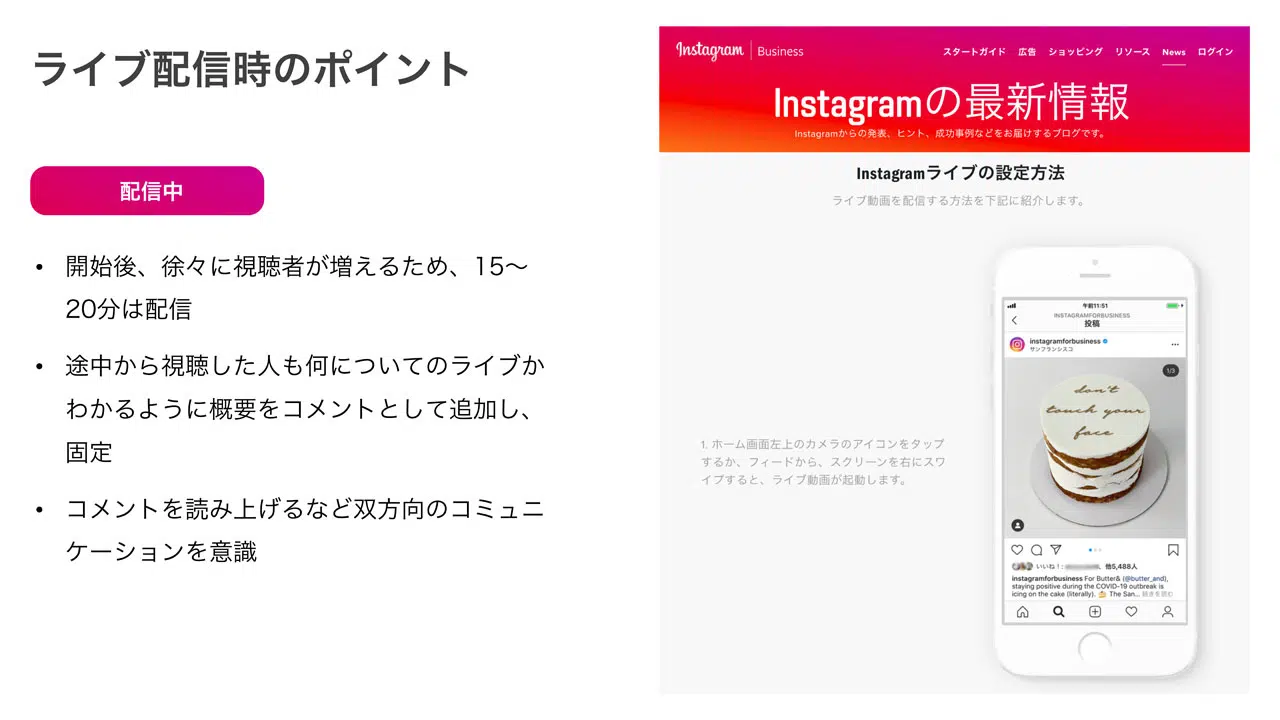 ライブ配信時のポイント
配信中
• 開始後、徐々に視聴者が増えるため、15〜
20分は配信
• 途中から視聴した人も何についてのライブか
わかるように概要をコメントとして追加し、
固定
• コメントを読み上げるなど双方向のコミュニ
ケーションを意識
Instagram | Business
スタートガイド 広告 ショッピング リソース News ログイン
Instagramの最新情報
Instagramからの発表、ヒント、成功事例などをお届けするブログです。
Instagramライブの設定方法
ライブ動画を配信する方法を下記に紹介します。
1. ホーム画面左上のカメラのアイコンをタップ
するか、フィードから、スクリーンを右にスワ
イプすると、ライブ動画が起動します。
午前11:51
INSTAGRAMFORBUSINESS
投稿
instagramforbusiness
サンフランシスコ
1/3
don't
touch your
face
いいね！: 、他5,488人
instagramforbusiness For Butter& (@butter_and),
staying positive during the COVID-19 outbreak is
icing on the cake (literally). 🍰 The San... 続きを読む